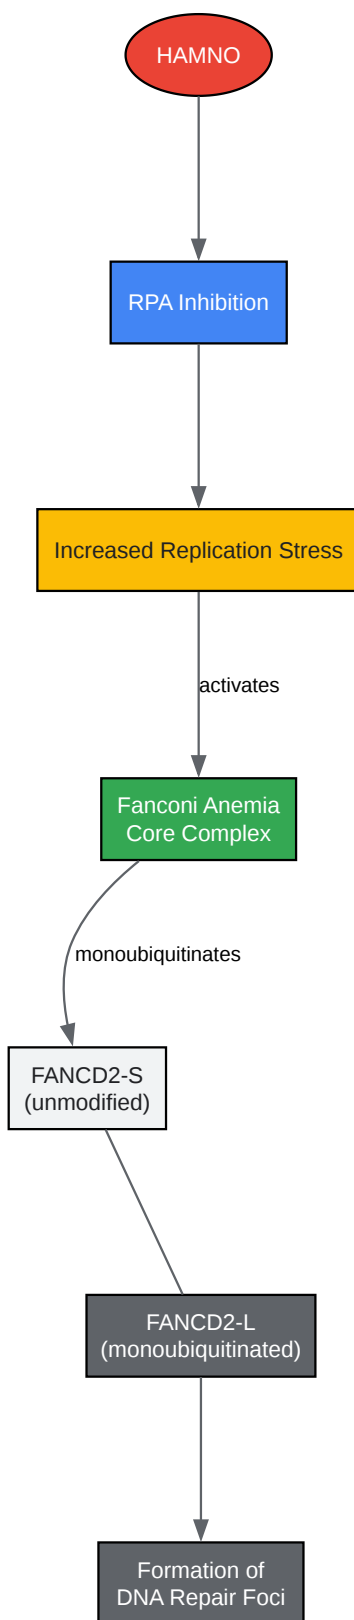 HAMNO
RPA Inhibition
Increased Replication Stress
activates
Fanconi Anemia
Core Complex
monoubiquitinates
FANCD2-S
(unmodified)
FANCD2-L
(monoubiquitinated)
Formation of
DNA Repair Foci